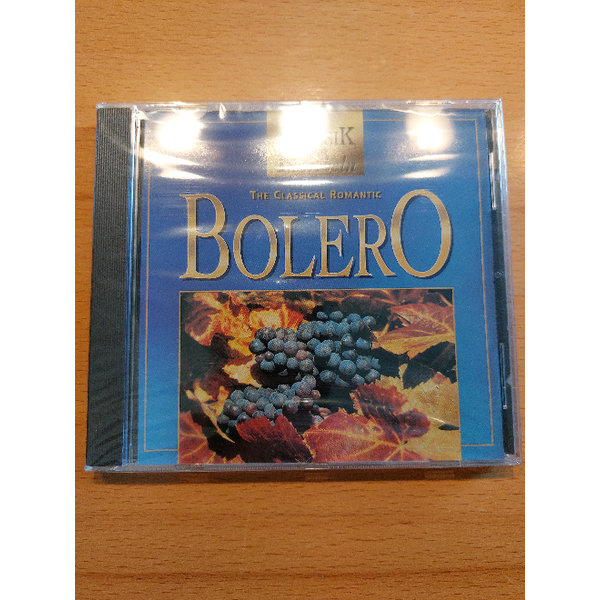 THE CLASSICAL ROMANTIC
BOLERO